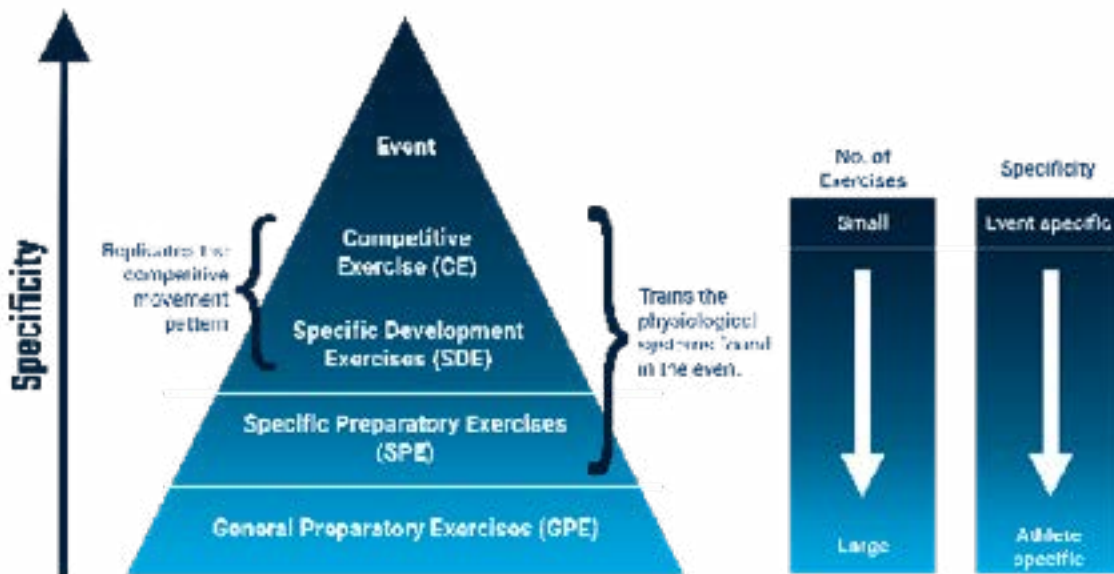 Specificity
Event
Competitive
Exercise (CE)
Specific Development
Exercises (SDE)
Specific Preparatory Exercises
(SPE)
General Preparatory Exercises (GPE)
Replicates the
competitive
movement
pattern
Trains the
physiological
systems found
in the event.
No. of
Exercises
Small
Large
Specificity
Event specific
Athlete
specific